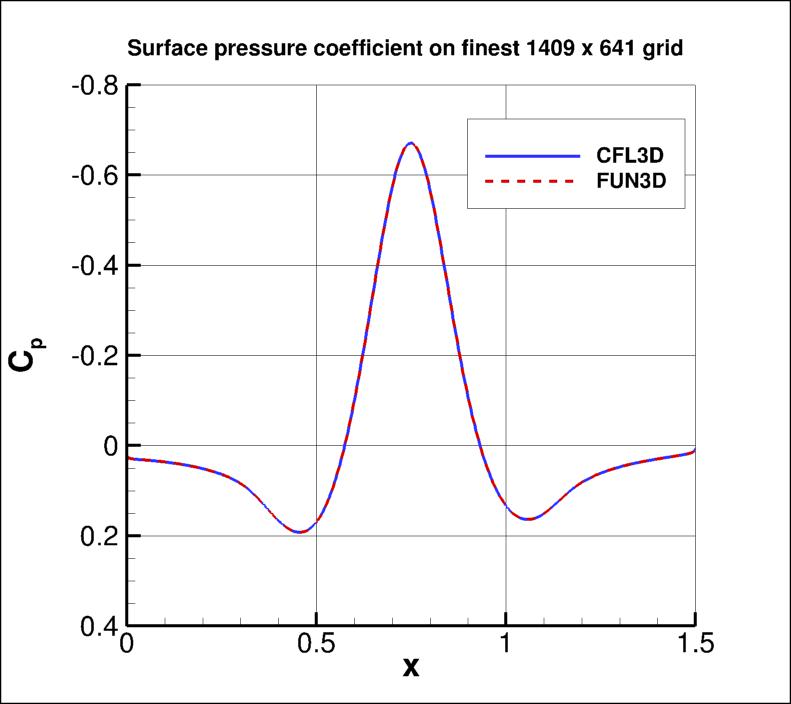 Surface pressure coefficient on finest 1409 x 641 grid
-0.8
-0.6
-0.4
-0.2
0
0.2
0.4
Cp
CFL3D
FUN3D
0
0.5
1
1.5
x